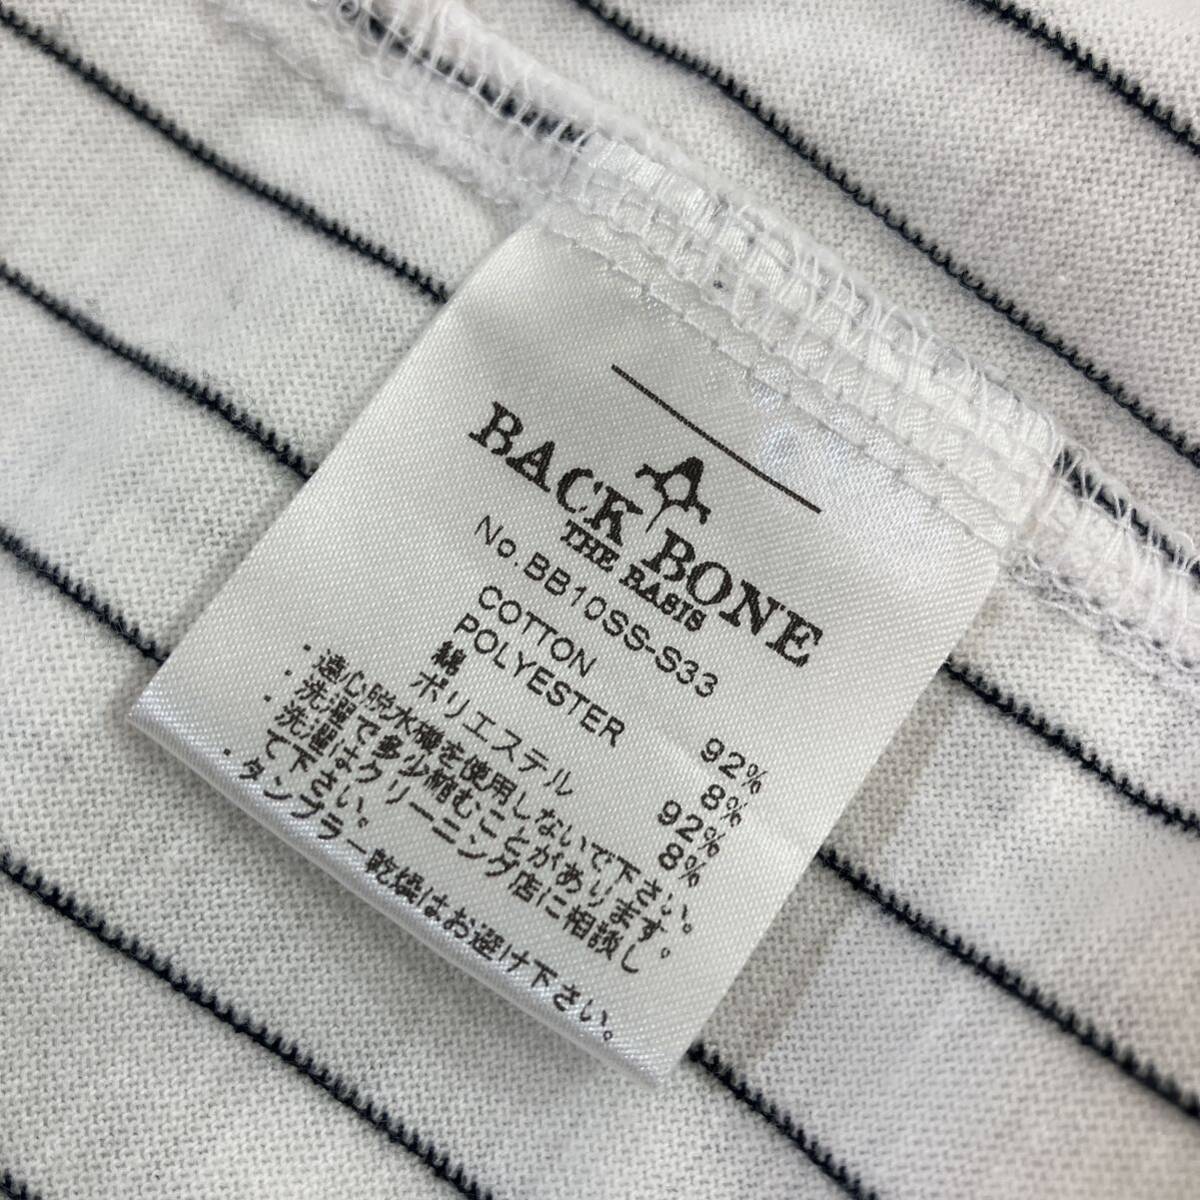 BACK BONE
THE BASIS
No.BB10SS-S33
COTTON 92%
POLYESTER 8%
綿 92%
ポリエステル 8%
・遠心脱水機を使用しないで下さい。
・洗濯で多少縮むことがあります。
・洗濯はクリーニング店に相談し
て下さい。
・タンブラー乾燥はお避け下さい。